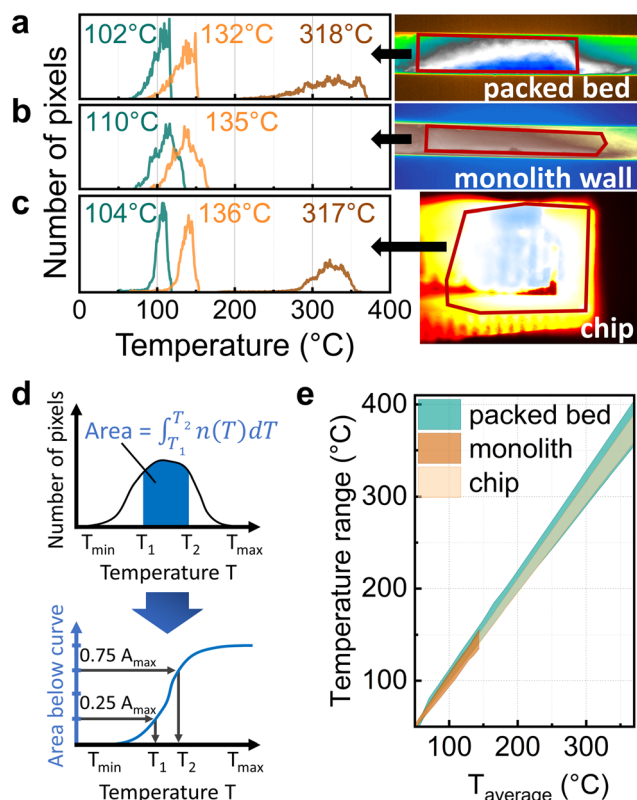 a
102°C 132°C 318°C
packed bed
b
110°C 135°C
monolith wall
c
104°C 136°C 317°C
chip
Number of pixels
0 100 200 300 400
Temperature (°C)
d
Number of pixels
Area = ∫_{T_1}^{T_2} n(T)dT
T_min T_1 T_2 T_max
Temperature T
Area below curve
0.75 A_max
0.25 A_max
T_min T_1 T_2 T_max
Temperature T
e
Temperature range (°C)
400
300
200
100
packed bed
monolith
chip
100 200 300
T_average (°C)